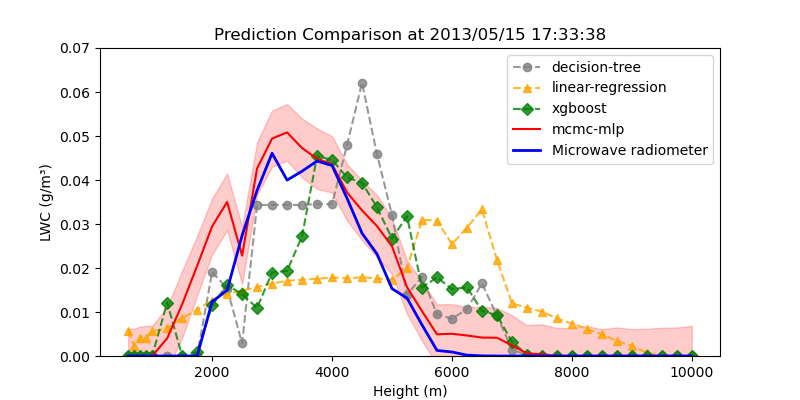 Prediction Comparison at 2013/05/15 17:33:38
0.07
0.06
0.05
0.04
0.03
0.02
0.01
0.00
LWC (g/m³)
decision-tree
linear-regression
xgboost
mcmc-mlp
Microwave radiometer
2000
4000
6000
8000
10000
Height (m)